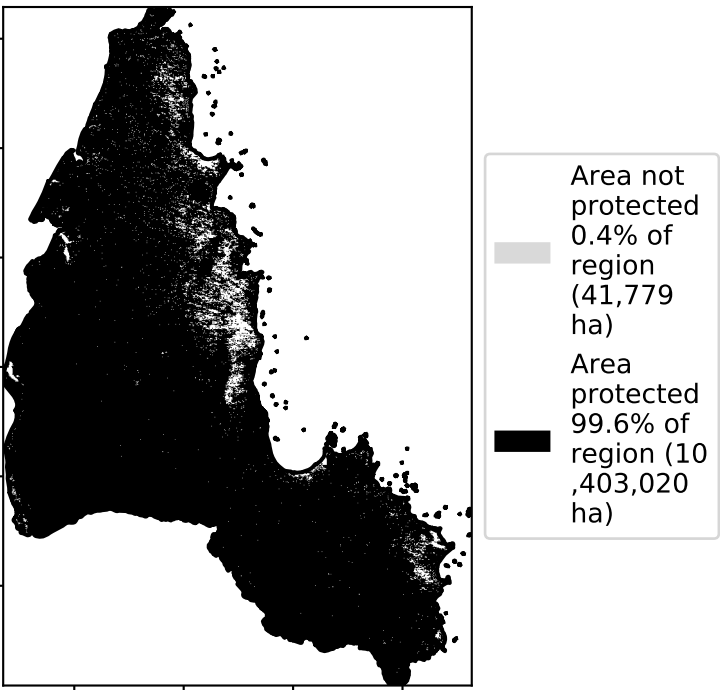 Area not
protected
0.4% of
region
(41,779
ha)
Area
protected
99.6% of
region (10
,403,020
ha)